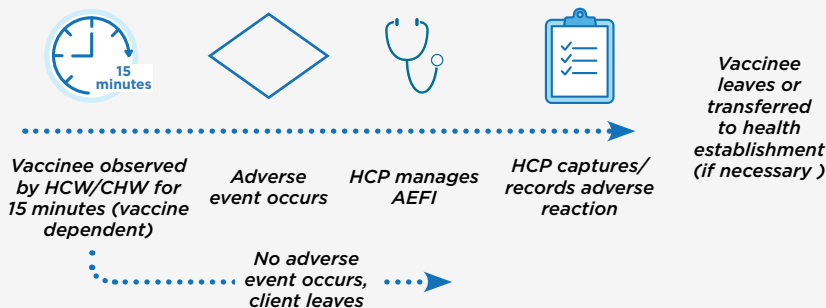 15
minutes
Vaccinee observed
by HCW/CHW for
15 minutes (vaccine
dependent)
Adverse
event occurs
HCP manages
AEFI
HCP captures/
records adverse
reaction
Vaccinee
leaves or
transferred
to health
establishment
(if necessary )
No adverse
event occurs,
client leaves